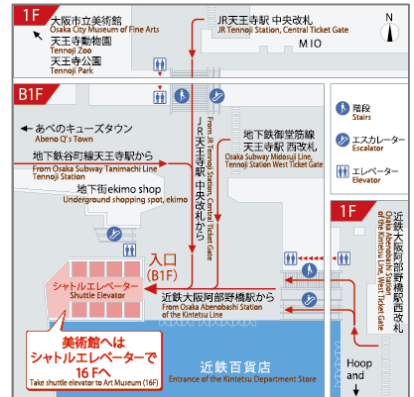 1F
大阪市立美術館
Osaka City Museum of Fine Arts
天王寺動物園
Tennoji Zoo
天王寺公園
Tennoji Park
JR天王寺駅 中央改札
JR Tennoji Station, Central Ticket Gate
MIO
N
B1F
あべのキューズタウン
Abeno Q's Town
地下鉄谷町線天王寺駅から
From Osaka Subway Tanimachi Line
Tennoji Station
地下街ekimo shop
Underground shopping spot, ekimo
JR天王寺駅 中央改札から
From JR Tennoji Station, Central Ticket Gate
地下鉄御堂筋線
天王寺駅 西改札
Osaka Subway Midosuji Line,
Tennoji Station West Ticket Gate
階段
Stairs
エスカレーター
Escalator
エレベーター
Elevator
1F
近鉄大阪阿部野橋駅西改札
Osaka Abenobashi Station
of the Kintetsu Line, West Ticket Gate
入口
(B1F)
シャトルエレベーター
Shuttle Elevator
近鉄大阪阿部野橋駅から
From Osaka Abenobashi Station
of the Kintetsu Line
美術館へは
シャトルエレベーターで
16 Fへ
Take shuttle elevator to Art Museum (16F)
近鉄百貨店
Entrance of the Kintetsu Department Store
Hoop
and